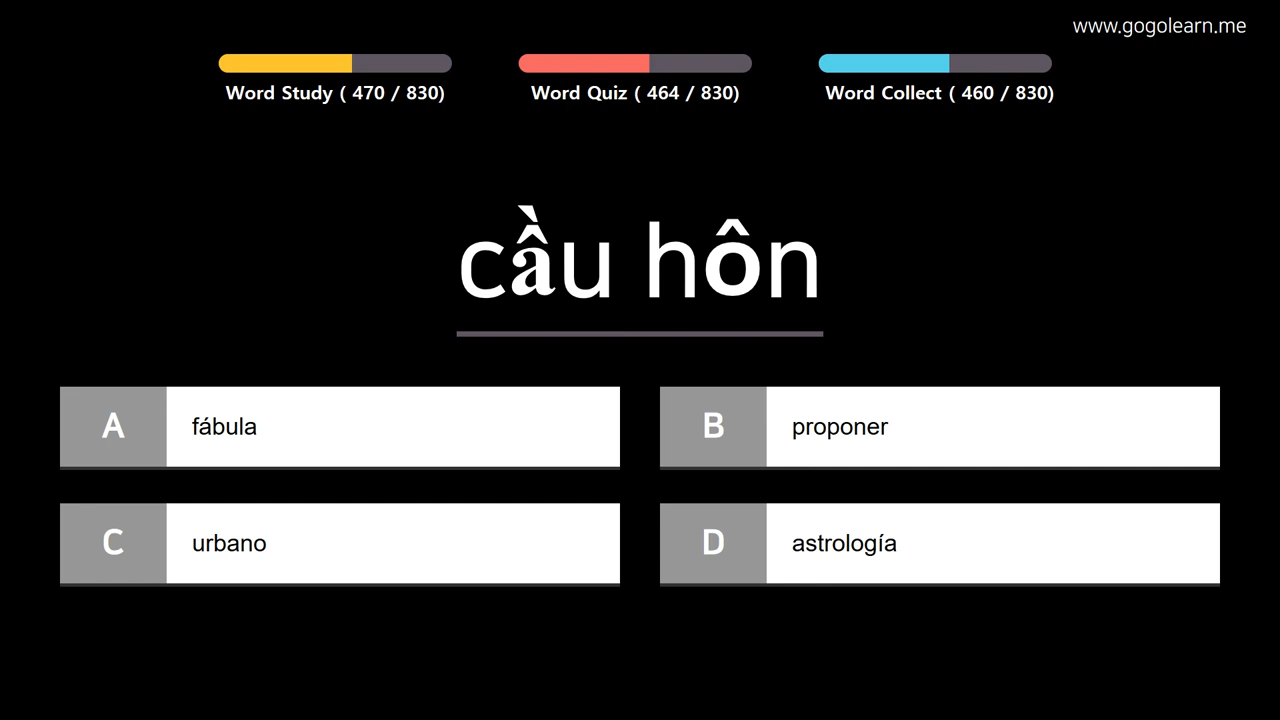 www.gogolearn.me
Word Study ( 470 / 830)
Word Quiz ( 464 / 830)
Word Collect ( 460 / 830)
cầu hôn
A fábula
B proponer
C urbano
D astrología